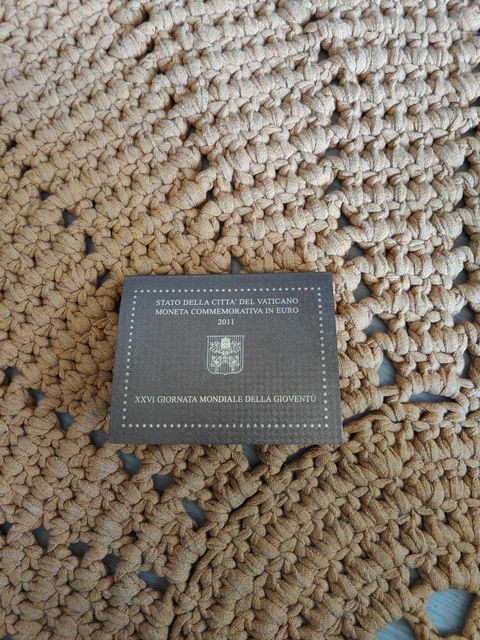 STATO DELLA CITTA' DEL VATICANO
MONETA COMMEMORATIVA IN EURO
2011
XXVI GIORNATA MONDIALE DELLA GIOVENTÙ